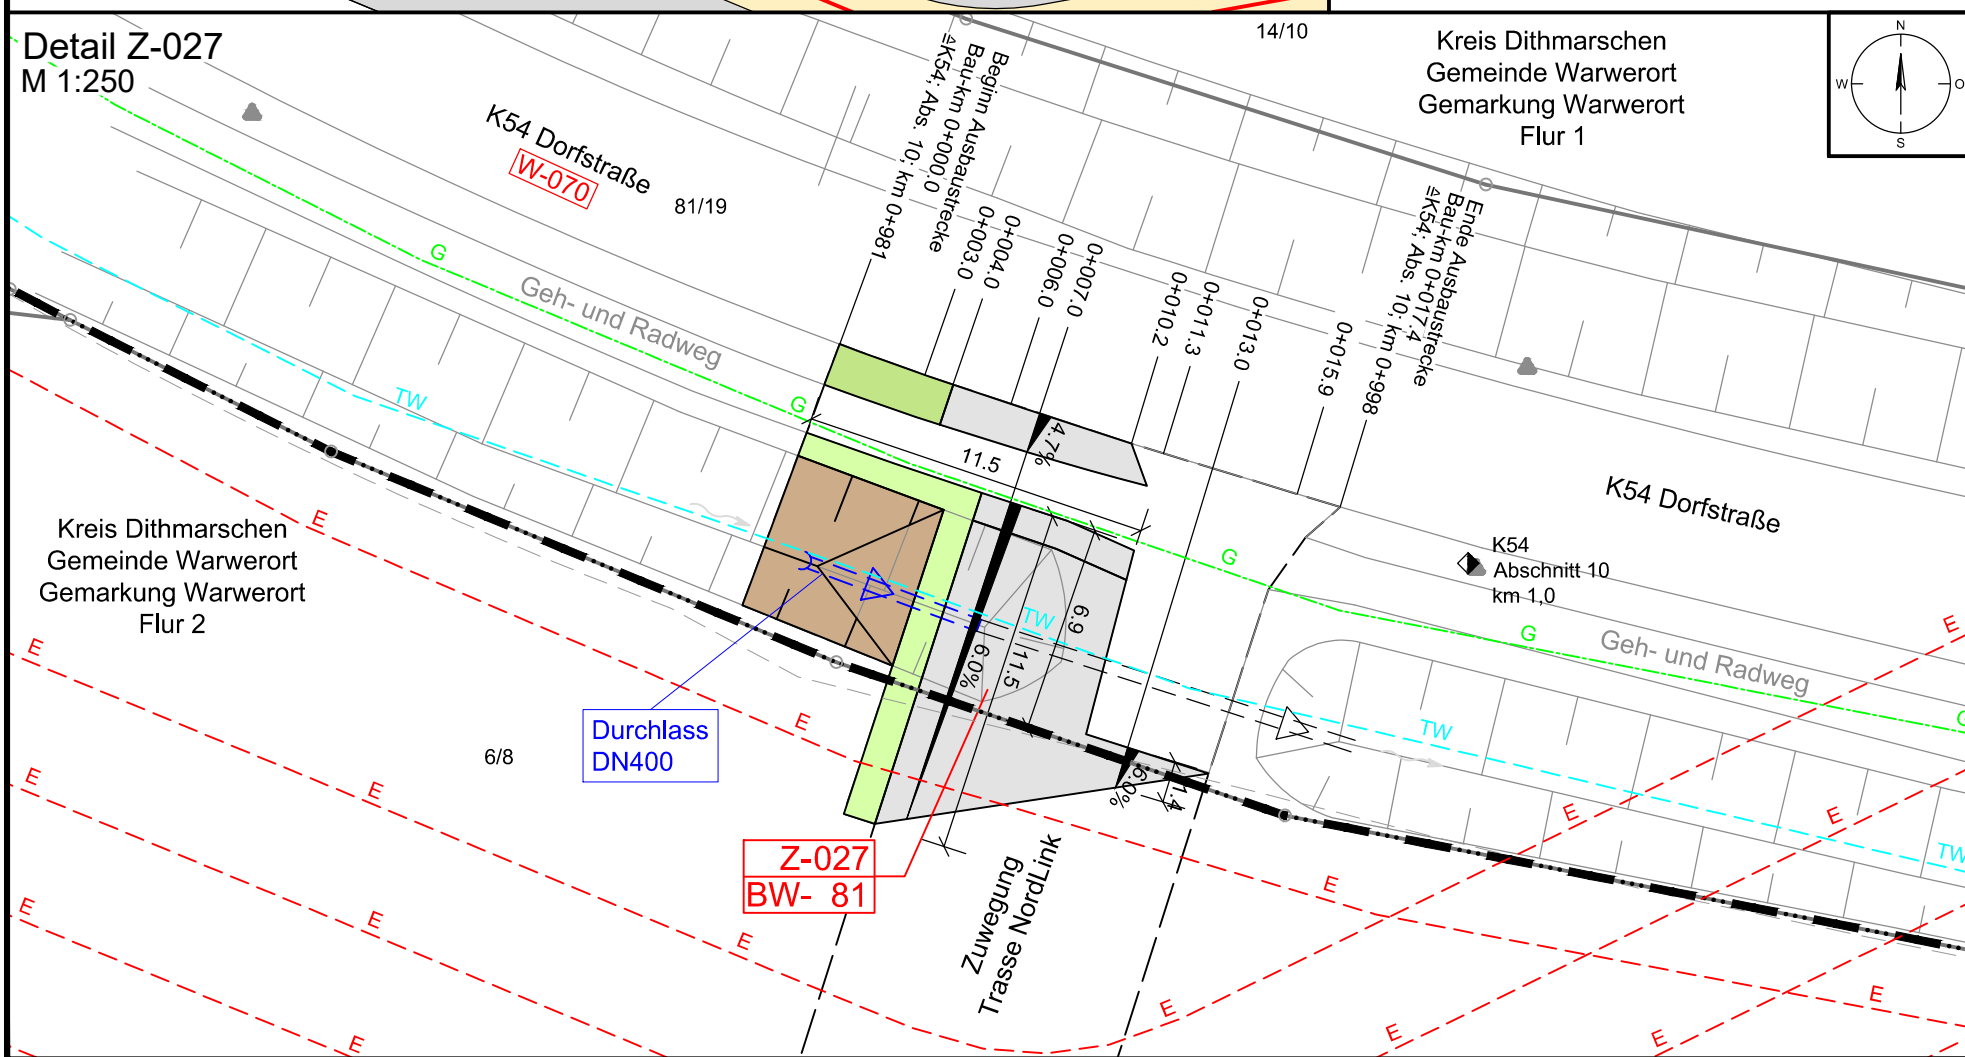 Detail Z-027
M 1:250
14/10
Kreis Dithmarschen
Gemeinde Warwerort
Gemarkung Warwerort
Flur 1
N
W
O
S
K54 Dorfstraße
W-070
81/19
Beginn Ausbaustrecke
Bau-km 0+000.0
≙K54; Abs. 10; km 0+981
0+003.0
0+004.0
0+006.0
0+007.0
0+010.2
0+011.3
0+013.0
0+015.9
Ende Ausbaustrecke
Bau-km 0+017.4
≙K54; Abs. 10; km 0+998
G
Geh- und Radweg
TW
G
4.7%
11.5
K54 Dorfstraße
K54
Abschnitt 10
km 1,0
G
G
Geh- und Radweg
G
E
Kreis Dithmarschen
Gemeinde Warwerort
Gemarkung Warwerort
Flur 2
E
E
TW
6.9
11.5
6.0%
6.0%
1.4
TW
TW
E
E
E
Durchlass
DN400
6/8
E
E
E
Z-027
BW- 81
Zuwegung
Trasse NordLink
E
E
E
E
E
E
E
E
E